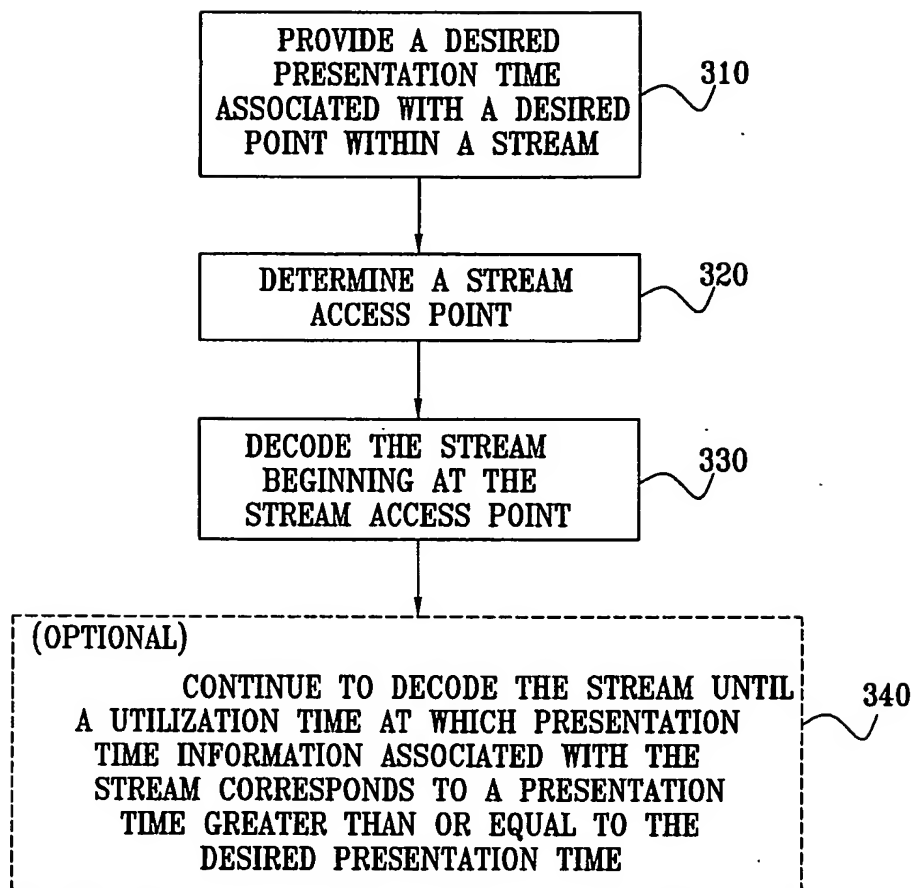 PROVIDE A DESIRED
PRESENTATION TIME
ASSOCIATED WITH A DESIRED
POINT WITHIN A STREAM
310
DETERMINE A STREAM
ACCESS POINT
320
DECODE THE STREAM
BEGINNING AT THE
STREAM ACCESS POINT
330
(OPTIONAL)
CONTINUE TO DECODE THE STREAM UNTIL
A UTILIZATION TIME AT WHICH PRESENTATION
TIME INFORMATION ASSOCIATED WITH THE
STREAM CORRESPONDS TO A PRESENTATION
TIME GREATER THAN OR EQUAL TO THE
DESIRED PRESENTATION TIME
340